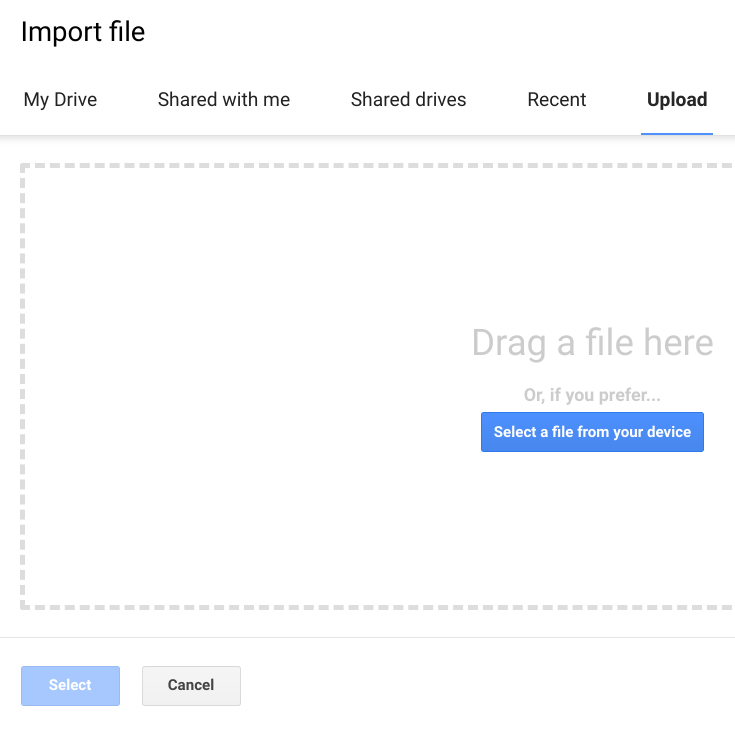 Import file
My Drive Shared with me Shared drives Recent Upload
Drag a file here
Or, if you prefer...
Select a file from your device
Select Cancel